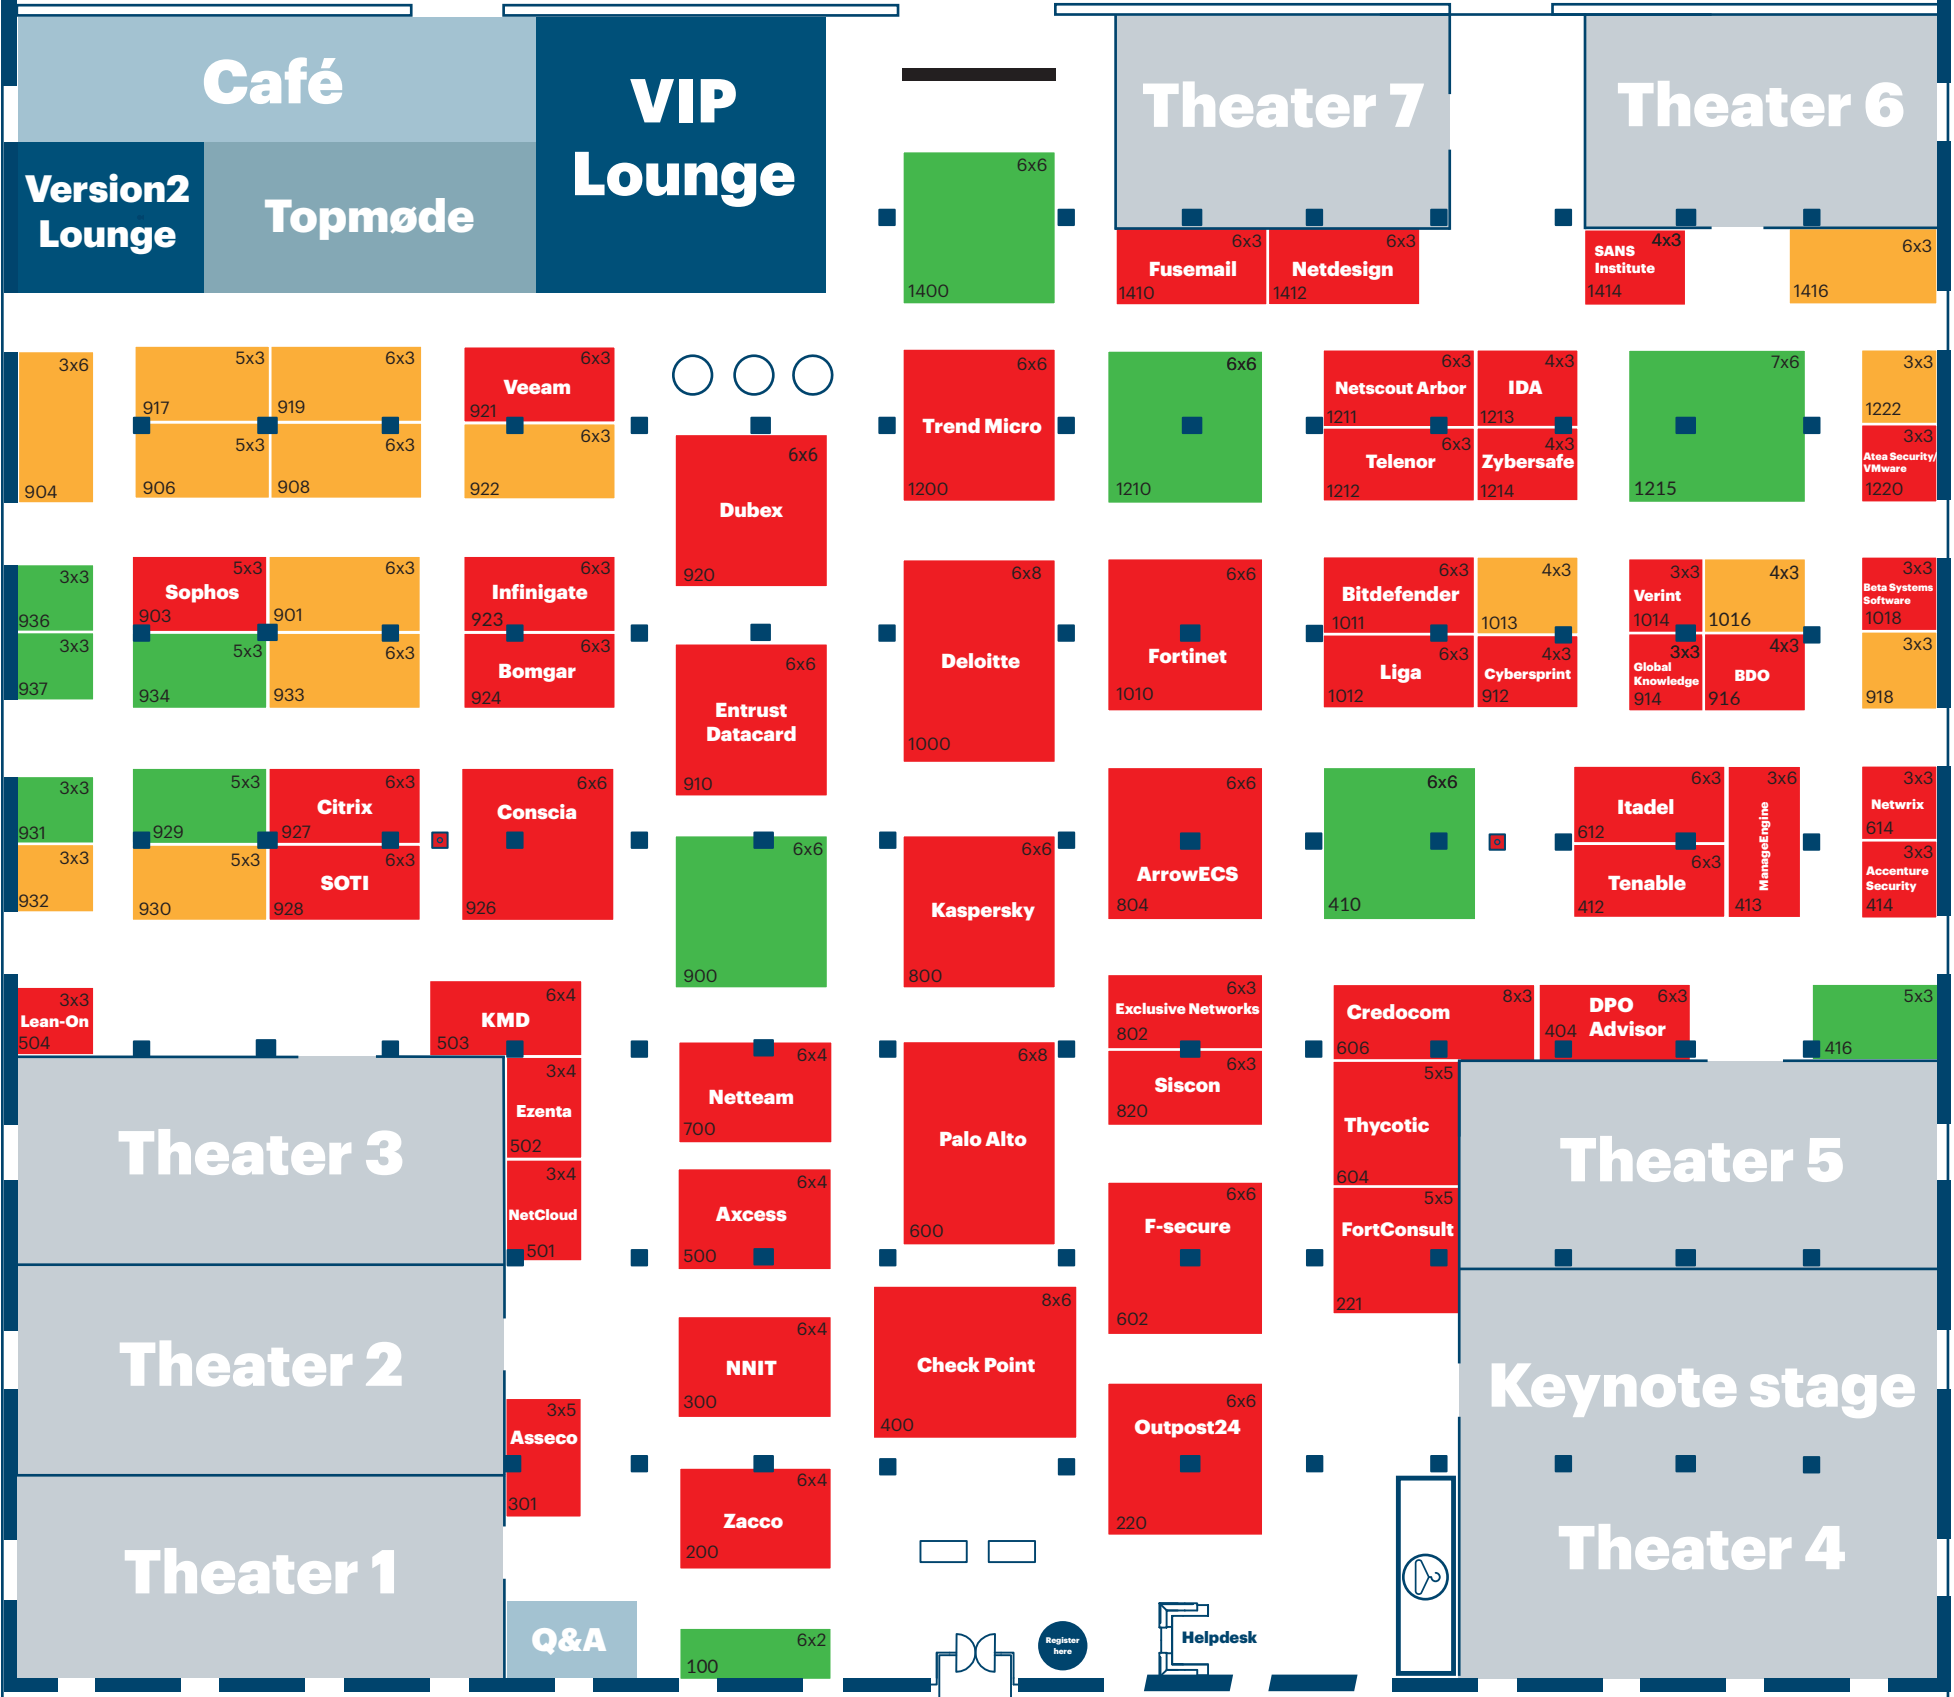 Café
VIP
Lounge
Version2
Lounge
Topmøde
Theater 7
Theater 6
6x6
1400
6x3
Fusemail
1410
6x3
Netdesign
1412
4x3
SANS
Institute
1414
6x3
1416
3x6
904
5x3
917
6x3
919
5x3
906
6x3
908
6x3
Veeam
921
6x3
922
6x6
Dubex
920
6x6
Trend Micro
1200
6x6
1210
6x3
Netscout Arbor
1211
4x3
IDA
1213
6x3
Telenor
1212
4x3
Zybersafe
1214
7x6
1215
3x3
1222
3x3
Atea Security/
VMware
1220
3x3
936
3x3
937
5x3
Sophos
903
6x3
901
5x3
934
6x3
933
6x3
Infinigate
923
6x3
Bomgar
924
6x6
Entrust
Datacard
910
6x8
Deloitte
1000
6x6
Fortinet
1010
6x3
Bitdefender
1011
4x3
1013
6x3
Liga
1012
4x3
Cybersprint
912
3x3
Verint
1014
4x3
1016
3x3
Global
Knowledge
914
4x3
BDO
916
3x3
Beta Systems
Software
1018
3x3
918
3x3
931
3x3
932
5x3
929
6x3
Citrix
927
5x3
930
6x3
SOTI
928
6x6
Conscia
926
6x6
900
6x6
Kaspersky
800
6x6
ArrowECS
804
6x6
410
6x3
Itadel
612
6x3
Tenable
412
3x6
ManageEngine
413
3x3
Netwrix
614
3x3
Accenture
Security
414
3x3
Lean-On
504
6x4
KMD
503
3x4
Ezenta
502
3x4
NetCloud
501
6x4
Netteam
700
6x4
Axcess
500
6x8
Palo Alto
600
6x3
Exclusive Networks
802
6x3
Siscon
820
8x3
Credocom
606
6x3
DPO
Advisor
404
5x3
416
5x5
Thycotic
604
5x5
FortConsult
221
Theater 3
Theater 5
6x6
F-secure
602
Theater 2
6x4
NNIT
300
8x6
Check Point
400
Keynote stage
3x5
Asseco
301
6x6
Outpost24
220
6x4
Zacco
200
Theater 1
Theater 4
Q&A
6x2
100
Register
here
Helpdesk